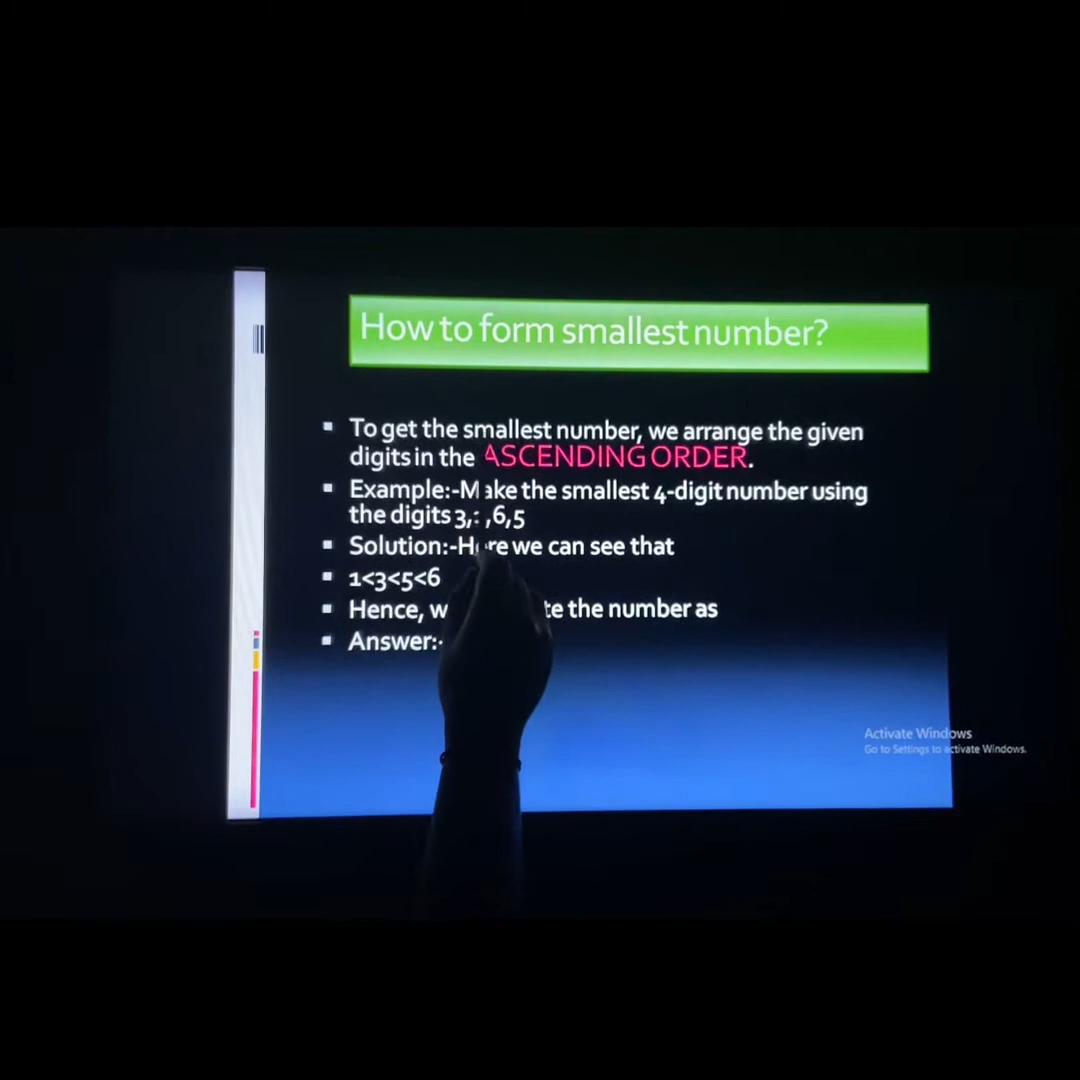 How to form smallest number?
To get the smallest number, we arrange the given
digits in the ASCENDING ORDER.
Example:-Make the smallest 4-digit number using
the digits 3, ,6,5
Solution:-Here we can see that
1<3<5<6
Hence, the number as
Answer:-
Activate Windows
Go to Settings to activate Windows.